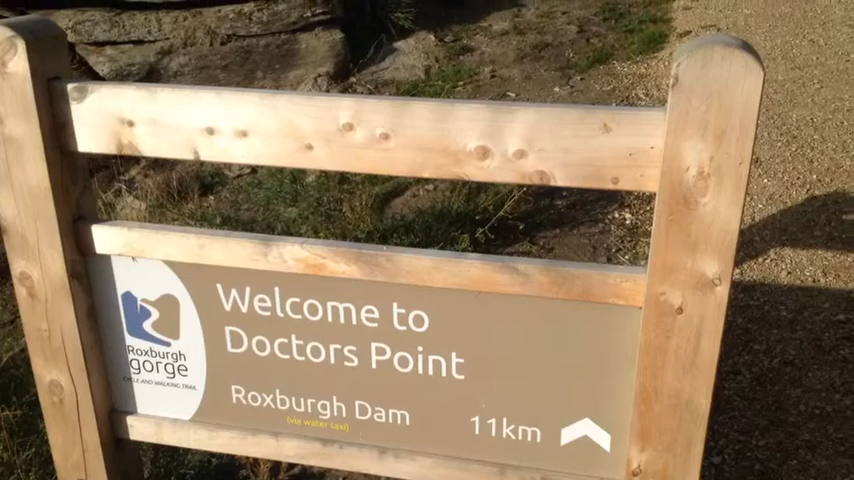 Welcome to
Doctors Point
Roxburgh Dam 11km
(via water taxi)
Roxburgh
gorge
CYCLE AND WALKING TRAIL